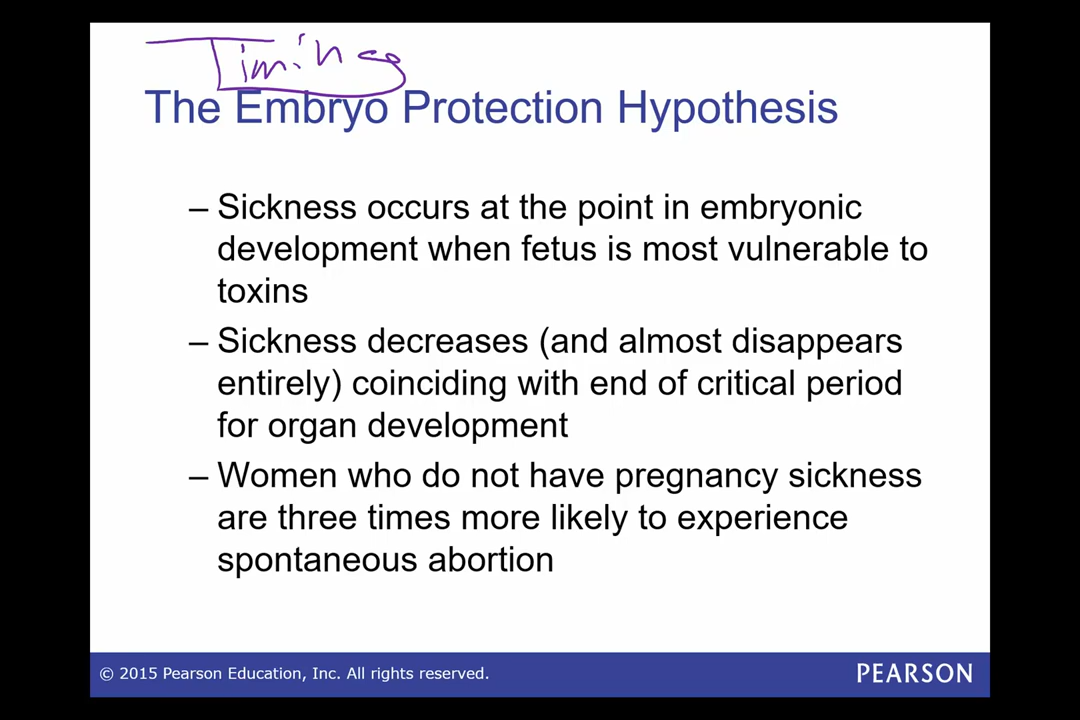 Timing
The Embryo Protection Hypothesis
– Sickness occurs at the point in embryonic
development when fetus is most vulnerable to
toxins
– Sickness decreases (and almost disappears
entirely) coinciding with end of critical period
for organ development
– Women who do not have pregnancy sickness
are three times more likely to experience
spontaneous abortion
© 2015 Pearson Education, Inc. All rights reserved.
PEARSON